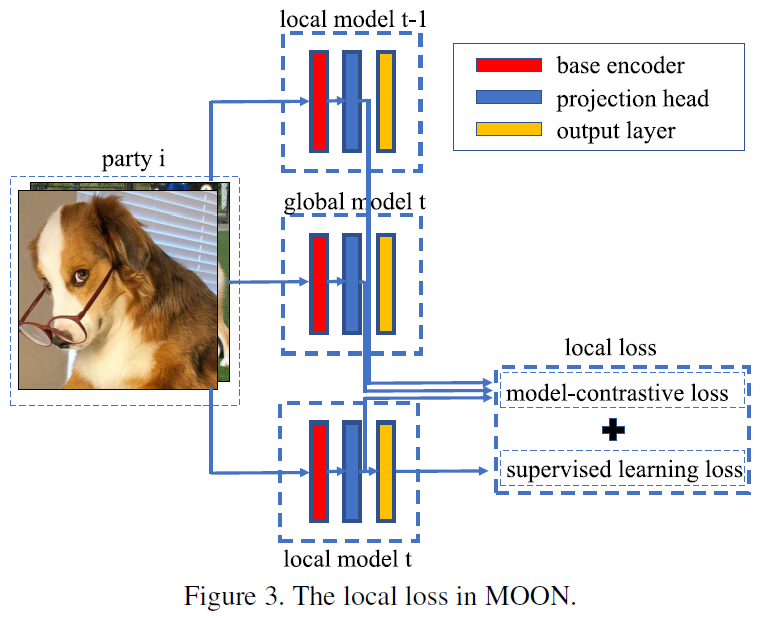 local model t-1
base encoder
projection head
output layer
party i
global model t
local loss
model-contrastive loss
supervised learning loss
local model t
Figure 3. The local loss in MOON.